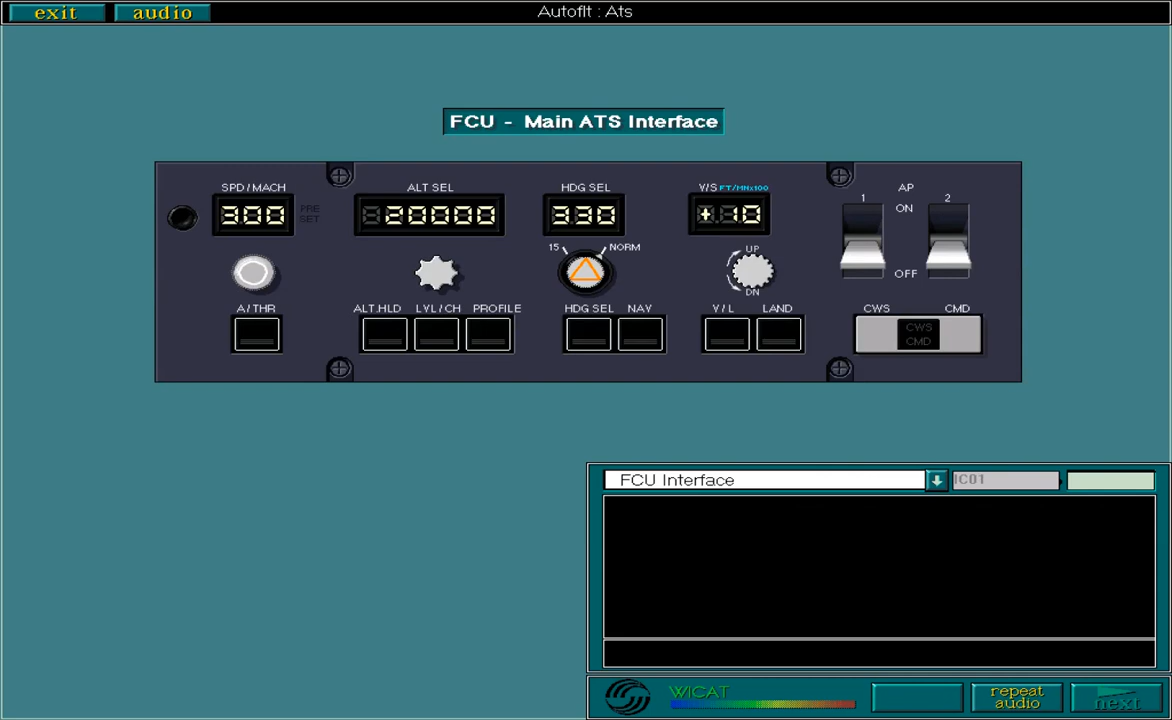 exit audio Autoflt : Ats
FCU - Main ATS Interface
SPD/MACH ALT SEL HDG SEL V/S FT/MNx100 AP
300 PRE SET 20000 330 +10 1 ON 2
15 NORM UP
DN OFF
A/THR ALT.HLD LVL/CH PROFILE HDG SEL NAV V/L LAND CWS CMD
CWS
CMD
FCU Interface IC01
WICAT repeat audio next